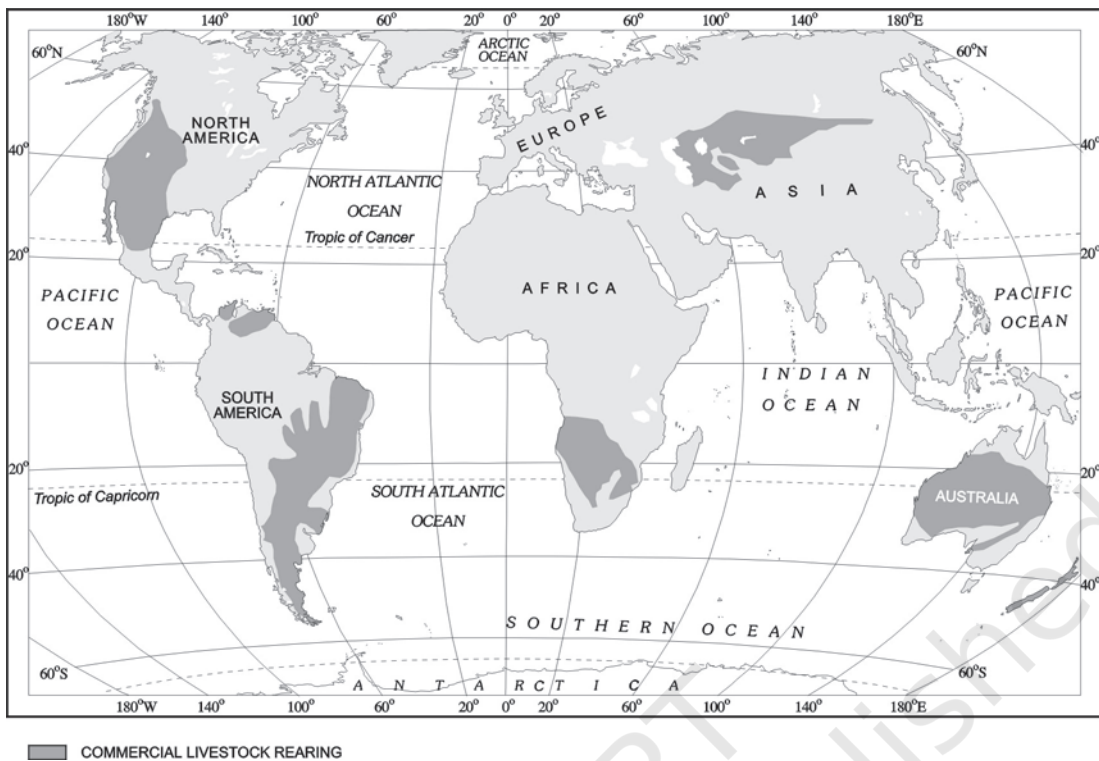 180°W 140° 100° 60° 20° 0° 20° 60° 100° 140° 180°E
60°N
ARCTIC
OCEAN
60°N
NORTH
AMERICA
EUROPE
40°
40°
ASIA
NORTH ATLANTIC
OCEAN
Tropic of Cancer
20°
20°
PACIFIC
OCEAN
AFRICA
PACIFIC
OCEAN
INDIAN
OCEAN
SOUTH
AMERICA
20°
20°
Tropic of Capricorn
SOUTH ATLANTIC
OCEAN
AUSTRALIA
40°
40°
SOUTHERN OCEAN
60°S
60°S
ANTARCTICA
180°W 140° 100° 60° 20° 0° 20° 60° 100° 140° 180°E
COMMERCIAL LIVESTOCK REARING